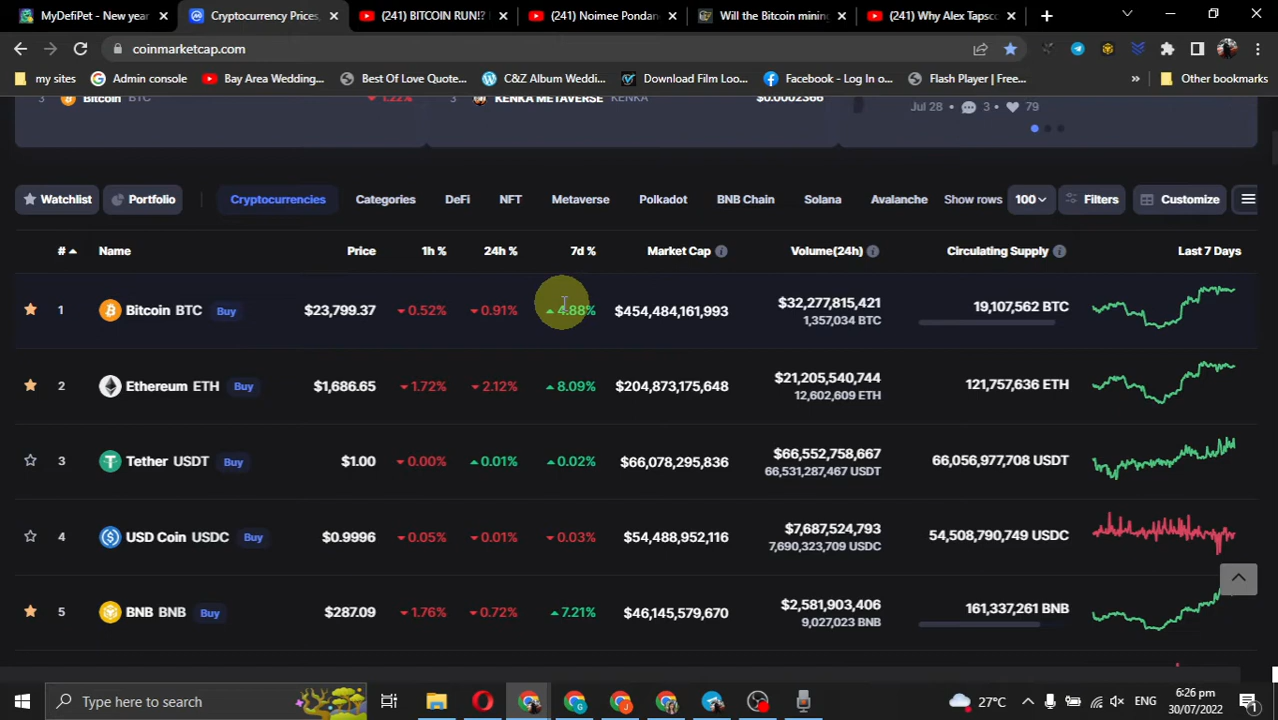 MyDefiPet - New year
Cryptocurrency Prices,
(241) BITCOIN RUN!?
(241) Noimee Pondan
Will the Bitcoin mining
(241) Why Alex Tapsco
coinmarketcap.com
my sites
Admin console
Bay Area Wedding...
Best Of Love Quote...
C&Z Album Weddi...
Download Film Loo...
Facebook - Log In o...
Flash Player | Free...
»
Other bookmarks
3 Bitcoin BTC 1.22%
3 KENKA METAVERSE KENKA $0.0002366
Jul 28 3 79
Watchlist Portfolio Cryptocurrencies Categories DeFi NFT Metaverse Polkadot BNB Chain Solana Avalanche Show rows 100 Filters Customize
# Name Price 1h % 24h % 7d % Market Cap Volume(24h) Circulating Supply Last 7 Days
1 Bitcoin BTC Buy $23,799.37 0.52% 0.91% 4.88% $454,484,161,993 $32,277,815,421 19,107,562 BTC
1,357,034 BTC
2 Ethereum ETH Buy $1,686.65 1.72% 2.12% 8.09% $204,873,175,648 $21,205,540,744 121,757,636 ETH
12,602,609 ETH
3 Tether USDT Buy $1.00 0.00% 0.01% 0.02% $66,078,295,836 $66,552,758,667 66,056,977,708 USDT
66,531,287,467 USDT
4 USD Coin USDC Buy $0.9996 0.05% 0.01% 0.03% $54,488,952,116 $7,687,524,793 54,508,790,749 USDC
7,690,323,709 USDC
5 BNB BNB Buy $287.09 1.76% 0.72% 7.21% $46,145,579,670 $2,581,903,406 161,337,261 BNB
9,027,023 BNB
Type here to search
27°C
ENG
6:26 pm
30/07/2022
1